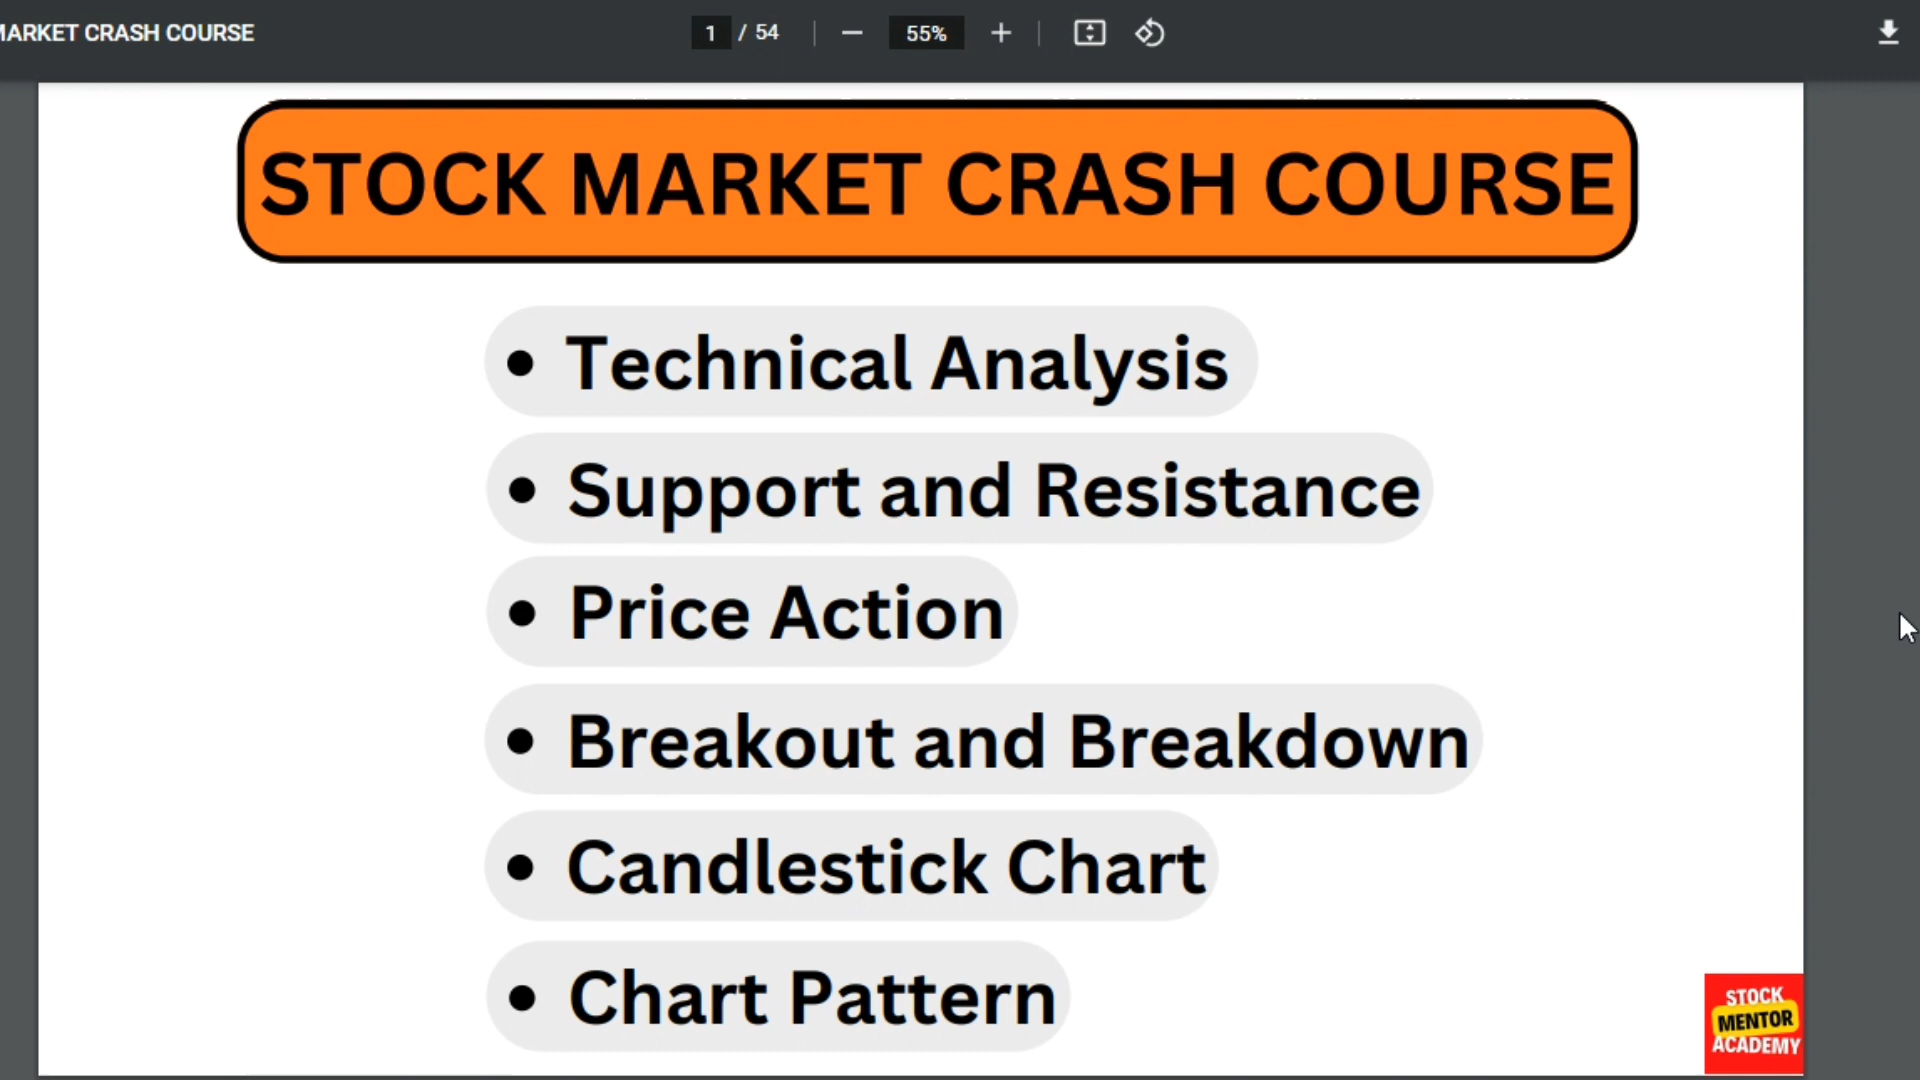 MARKET CRASH COURSE
1 / 54
55%
STOCK MARKET CRASH COURSE
• Technical Analysis
• Support and Resistance
• Price Action
• Breakout and Breakdown
• Candlestick Chart
• Chart Pattern
STOCK
MENTOR
ACADEMY